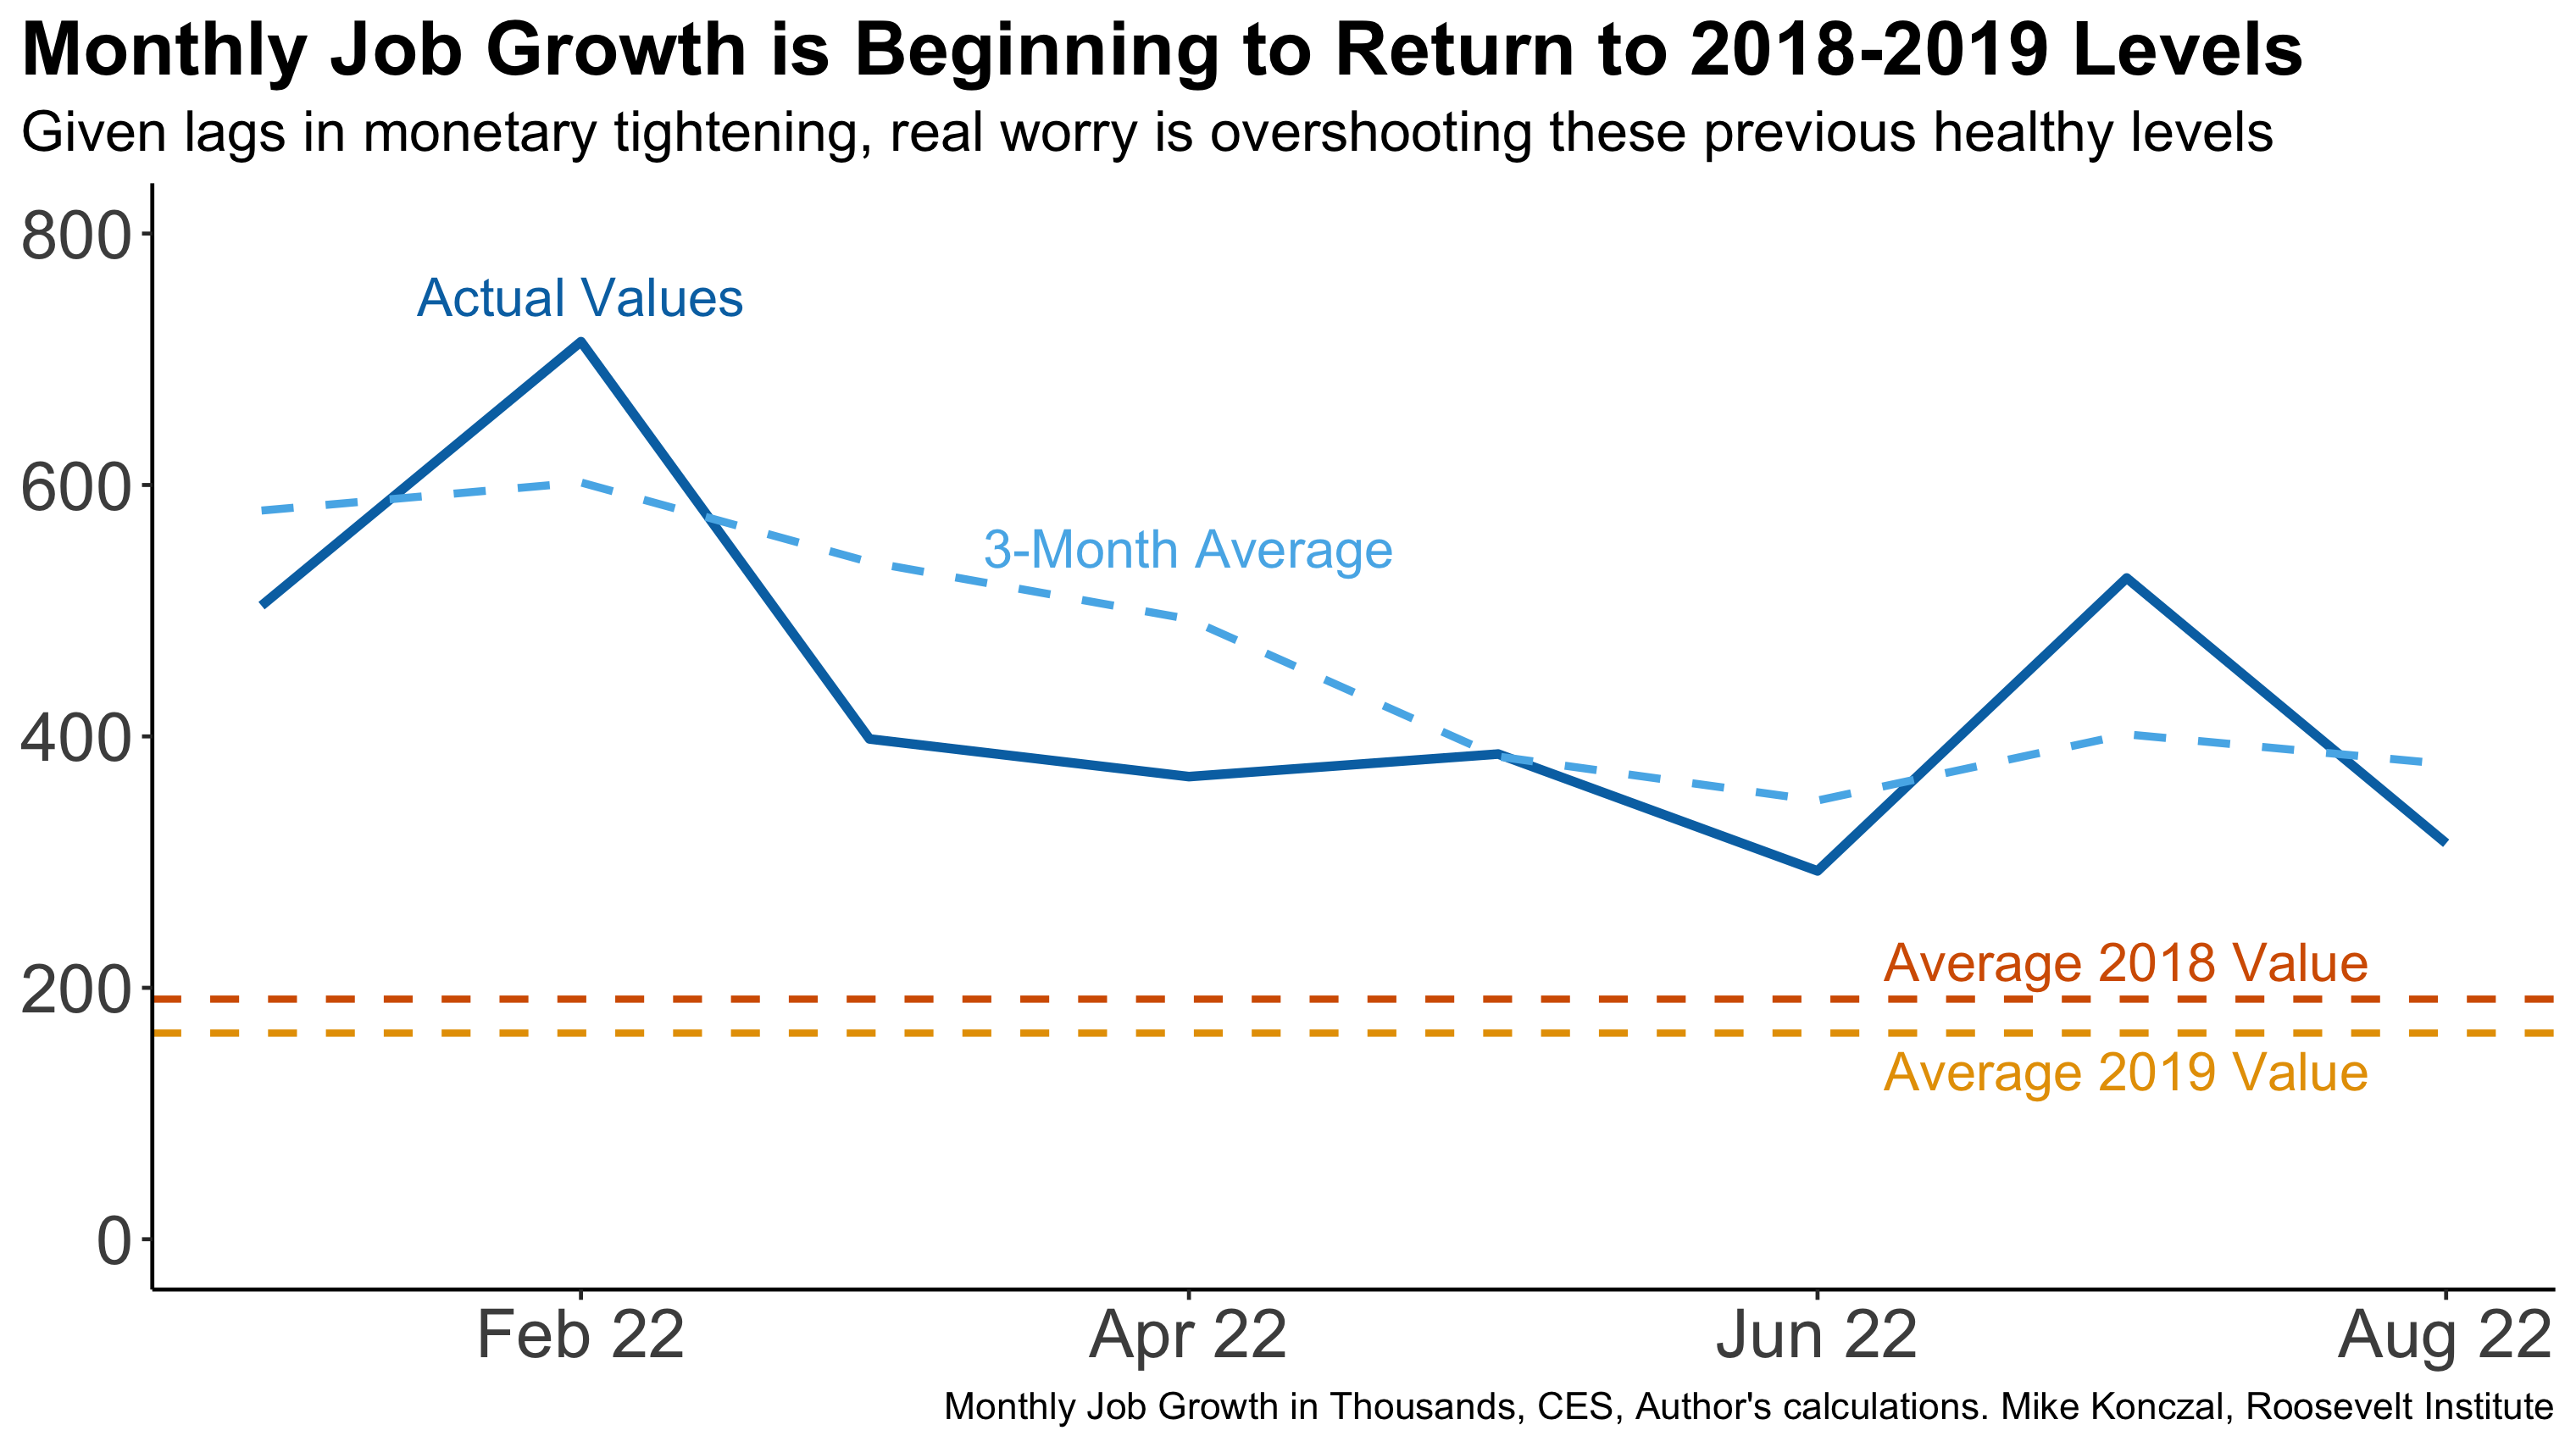 Monthly Job Growth is Beginning to Return to 2018-2019 Levels
Given lags in monetary tightening, real worry is overshooting these previous healthy levels
800
Actual Values
600
3-Month Average
400
Average 2018 Value
200
Average 2019 Value
0
Feb 22 Apr 22 Jun 22 Aug 22
Monthly Job Growth in Thousands, CES, Author's calculations. Mike Konczal, Roosevelt Institute